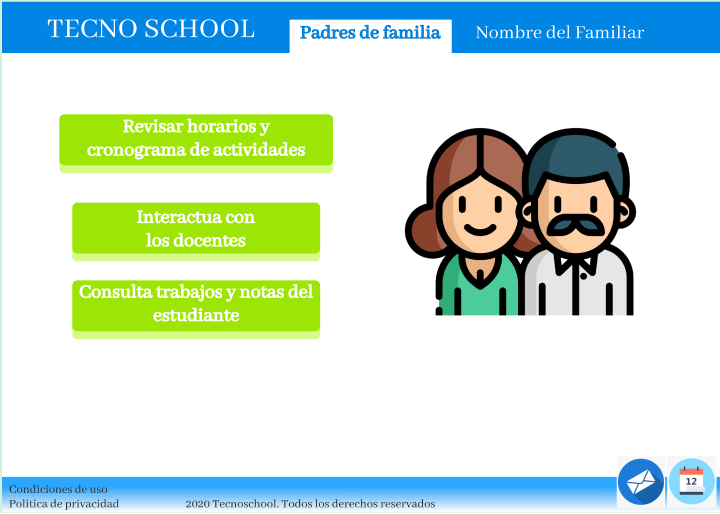 TECNO SCHOOL
Padres de familia
Nombre del Familiar
Revisar horarios y
cronograma de actividades
Interactua con
los docentes
Consulta trabajos y notas del
estudiante
12
Condiciones de uso
Politica de privacidad
2020 Tecnoschool. Todos los derechos reservados